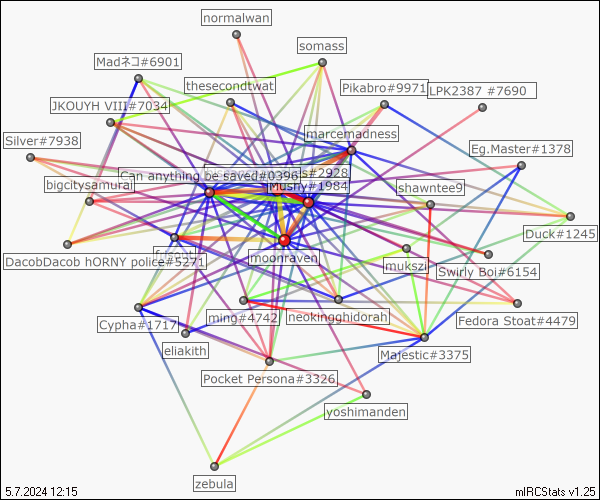 normalwan
somass
Madネコ#6901
thesecondtwat
Pikabro#9971
LPK2387 #7690
JKOUYH VIII#7034
marcemadness
Silver#7938
Eg.Master#1378
Can anything be saved#0396
s#2928
Mushy#1984
bigcitysamurai
shawntee9
Duck#1245
moonraven
DacobDacob hORNY police#5271
mukszi
Swirly Boi#6154
Cypha#1717
ming#4742
neokingghidorah
Fedora Stoat#4479
eliakith
Majestic#3375
Pocket Persona#3326
yoshimanden
zebula
5.7.2024 12:15
mIRCStats v1.25